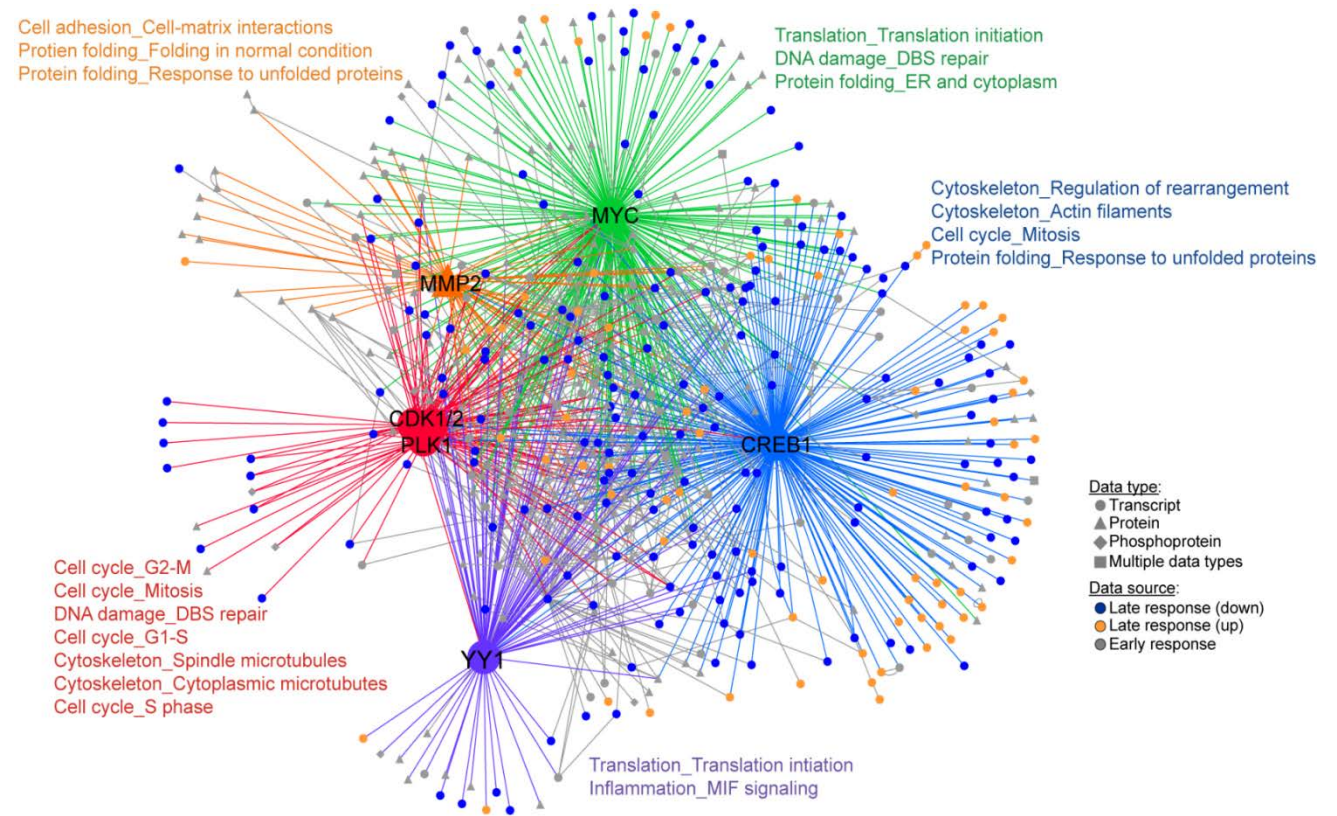 Cell adhesion_Cell-matrix interactions
Protien folding_Folding in normal condition
Protein folding_Response to unfolded proteins
Translation_Translation initiation
DNA damage_DBS repair
Protein folding_ER and cytoplasm
Cytoskeleton_Regulation of rearrangement
Cytoskeleton_Actin filaments
Cell cycle_Mitosis
Protein folding_Response to unfolded proteins
MYC
MMP2
CDK1/2
PLK1
CREB1
YY1
Data type:
Transcript
Protein
Phosphoprotein
Multiple data types
Data source:
Late response (down)
Late response (up)
Early response
Cell cycle_G2-M
Cell cycle_Mitosis
DNA damage_DBS repair
Cell cycle_G1-S
Cytoskeleton_Spindle microtubules
Cytoskeleton_Cytoplasmic microtubutes
Cell cycle_S phase
Translation_Translation intiation
Inflammation_MIF signaling